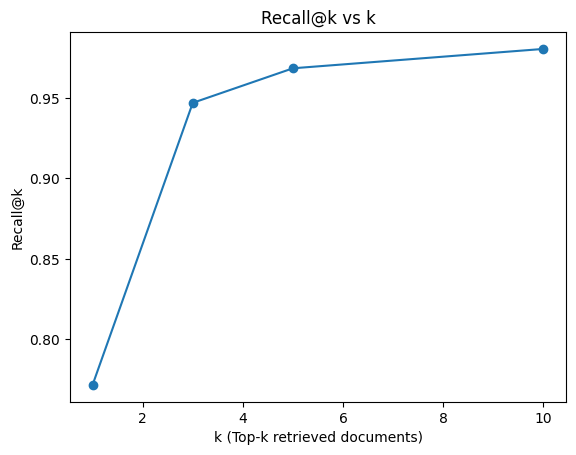 Recall@k vs k
Recall@k
0.95
0.90
0.85
0.80
2 4 6 8 10
k (Top-k retrieved documents)